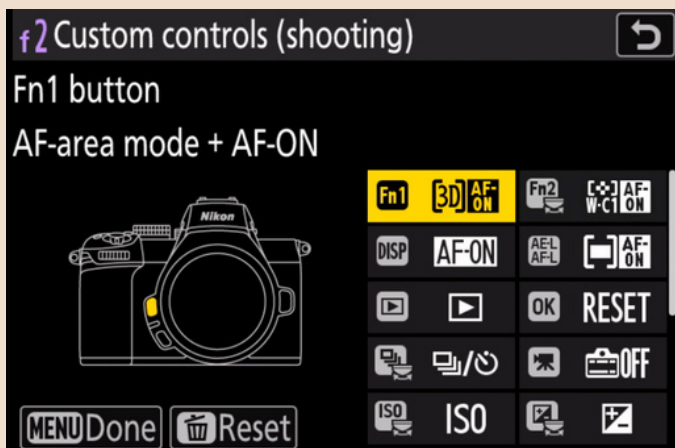 f2 Custom controls (shooting)
Fn1 button
AF-area mode + AF-ON
Nikon
Fn1 [3D] AF-ON Fn2 W-C1 AF-ON
DISP AF-ON AE-L AF-L [ ] AF-ON
OK RESET
OFF
ISO ISO
MENU Done Reset